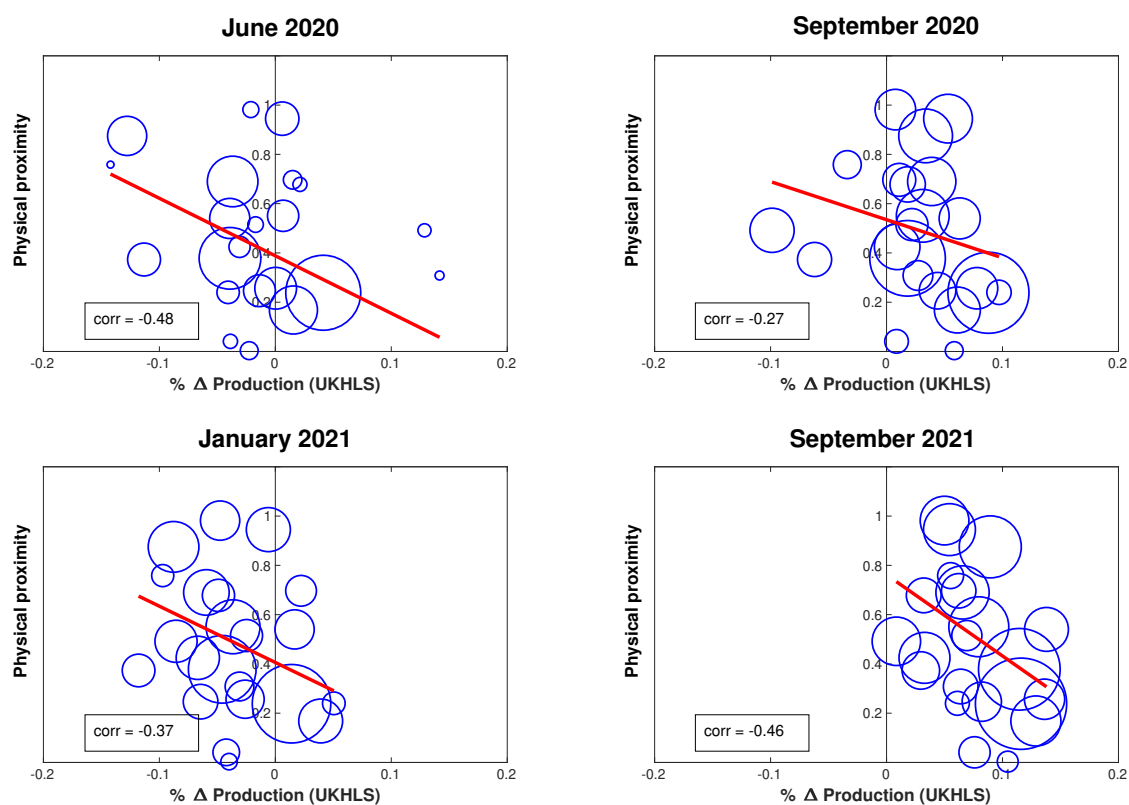 June 2020
Physical proximity
1
0.8
0.6
0.4
0.2
corr = -0.48
-0.2
-0.1
0
0.1
0.2
% Δ Production (UKHLS)
September 2020
Physical proximity
1
0.8
0.6
0.4
0.2
corr = -0.27
-0.2
-0.1
0
0.1
0.2
% Δ Production (UKHLS)
January 2021
Physical proximity
1
0.8
0.6
0.4
0.2
corr = -0.37
-0.2
-0.1
0
0.1
0.2
% Δ Production (UKHLS)
September 2021
Physical proximity
1
0.8
0.6
0.4
0.2
corr = -0.46
-0.2
-0.1
0
0.1
0.2
% Δ Production (UKHLS)